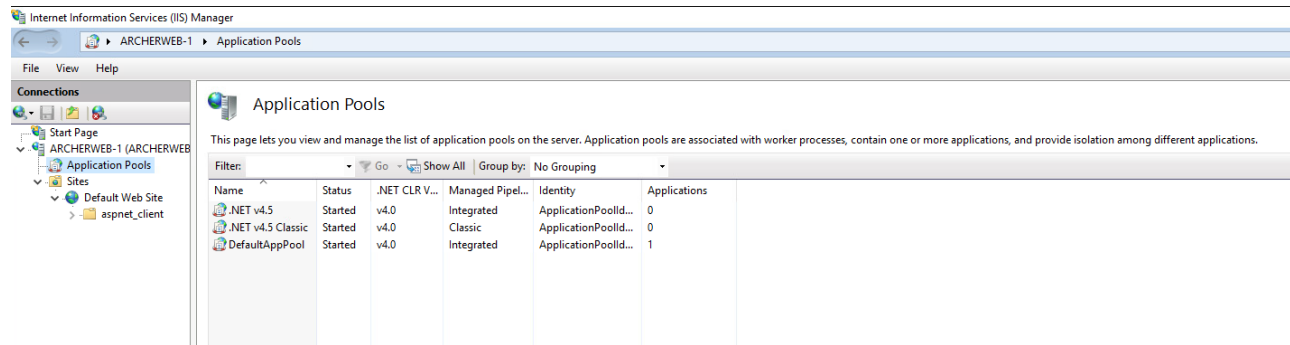 Internet Information Services (IIS) Manager
ARCHERWEB-1 Application Pools
File View Help
Connections
Start Page
ARCHERWEB-1 (ARCHERWEB
Application Pools
Sites
Default Web Site
aspnet_client
Application Pools
This page lets you view and manage the list of application pools on the server. Application pools are associated with worker processes, contain one or more applications, and provide isolation among different applications.
Filter: Go Show All Group by: No Grouping
Name Status .NET CLR V... Managed Pipel... Identity Applications
.NET v4.5 Started v4.0 Integrated ApplicationPoolId... 0
.NET v4.5 Classic Started v4.0 Classic ApplicationPoolId... 0
DefaultAppPool Started v4.0 Integrated ApplicationPoolId... 1